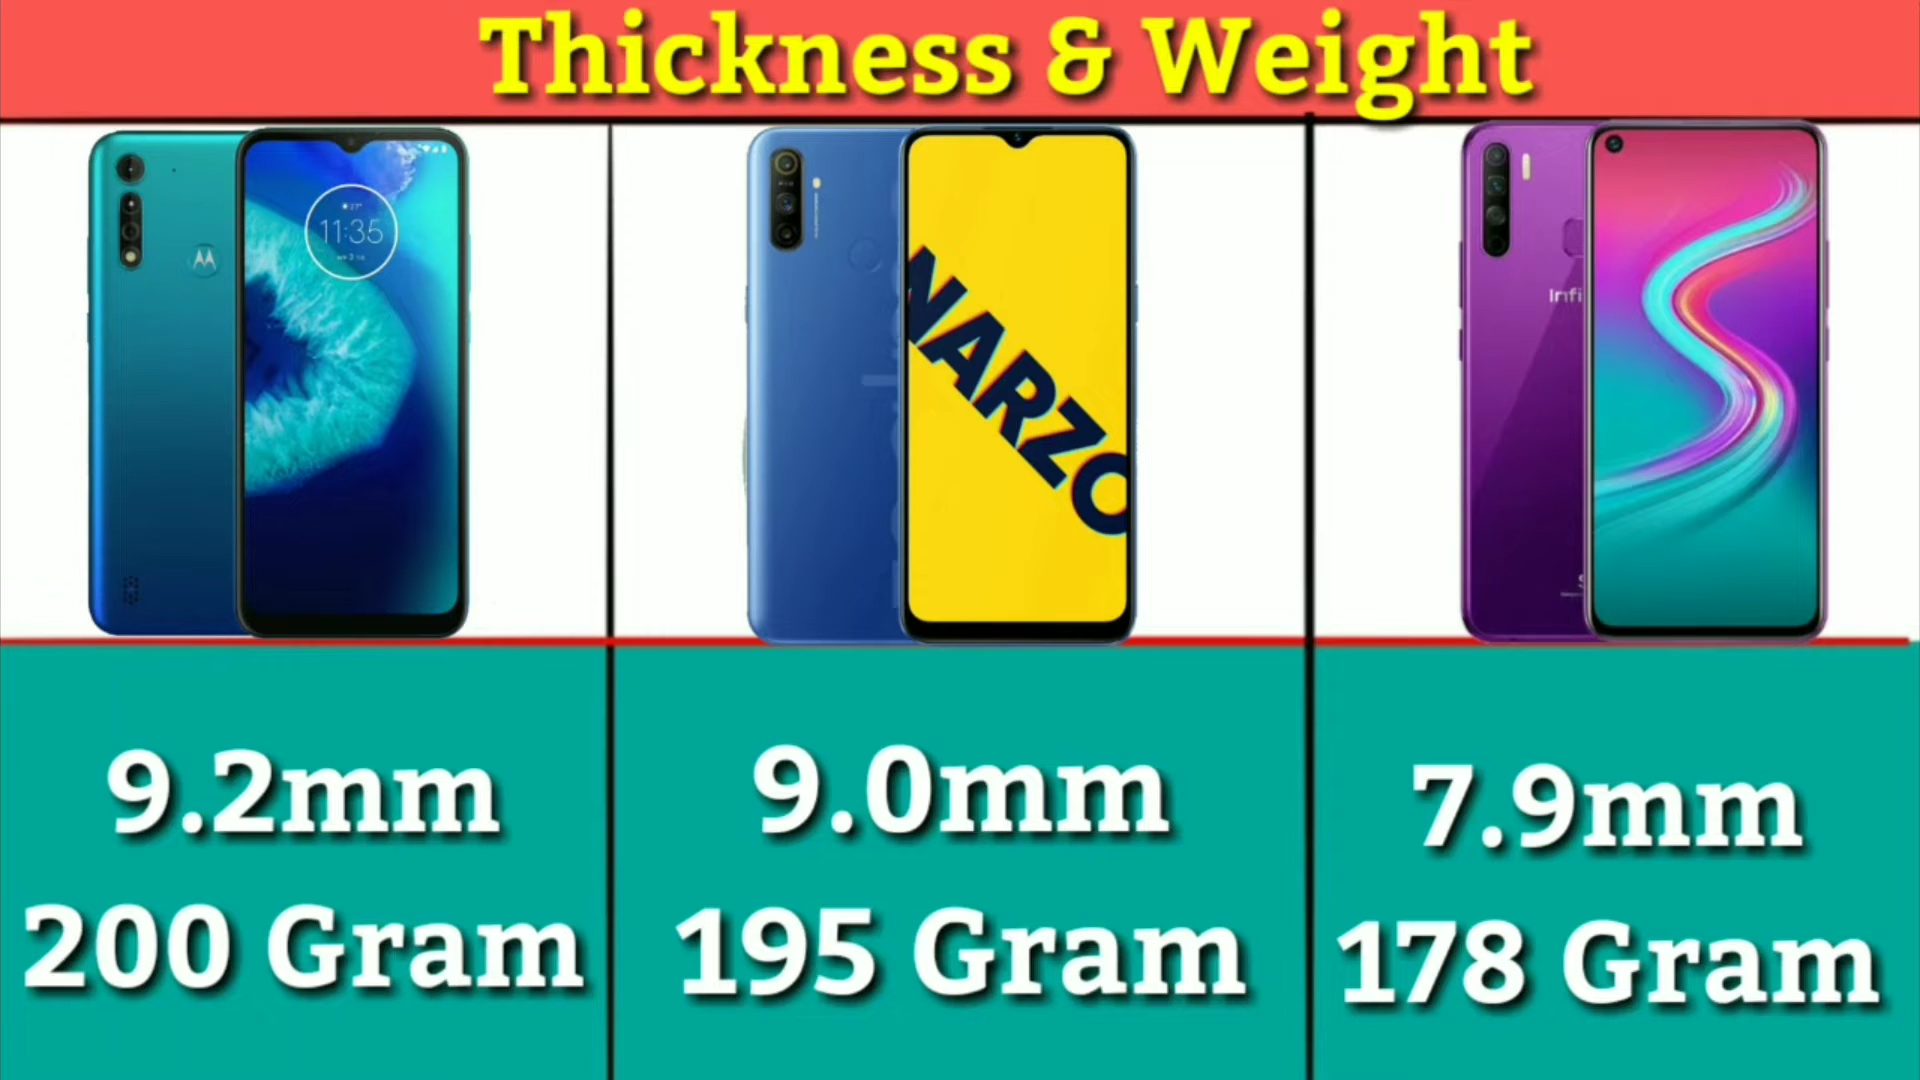 Thickness & Weight
11:35
NARZO
Infi
9.2mm
9.0mm
7.9mm
200 Gram
195 Gram
178 Gram